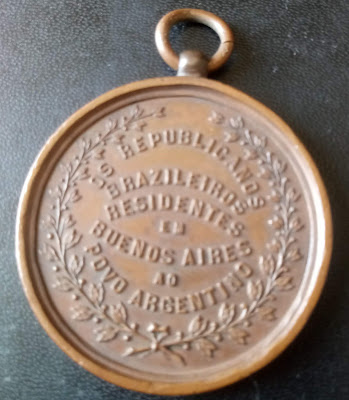 OS REPUBLICANOS
BRAZILEIROS
RESIDENTES
EM
BUENOS AIRES
AO
POVO ARGENTINO